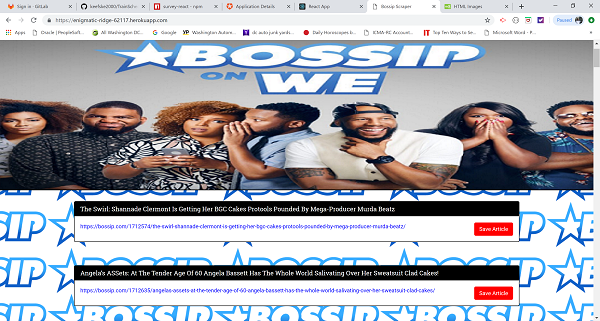 Sign in · GitLab
survey-react - npm
Application Details
React App
Bossip Scraper
HTML Images
https://enigmatic-ridge-62117.herokuapp.com
Paused
Apps
Oracle | PeopleSoft
All Washington DC
dc auto junk yards
Google
YP
Washington Autom
Daily Horoscopes b
ICMA-RC Account
Top Ten Ways to Se
Microsoft Word - P
BOSSIP
ON WE
The Swirl: Shannade Clermont Is Getting Her BGC Cakes Protools Pounded By Mega-Producer Murda Beatz
https://bossip.com/1712574/the-swirl-shannade-clermont-is-getting-her-bgc-cakes-protools-pounded-by-mega-producer-murda-beatz/
Save Article
Angela's ASSets: At The Tender Age Of 60 Angela Bassett Has The Whole World Salivating Over Her Sweatsuit Clad Cakes!
https://bossip.com/1712635/angelas-assets-at-the-tender-age-of-60-angela-bassett-has-the-whole-world-salivating-over-her-sweatsuit-clad-cakes/
Save Article